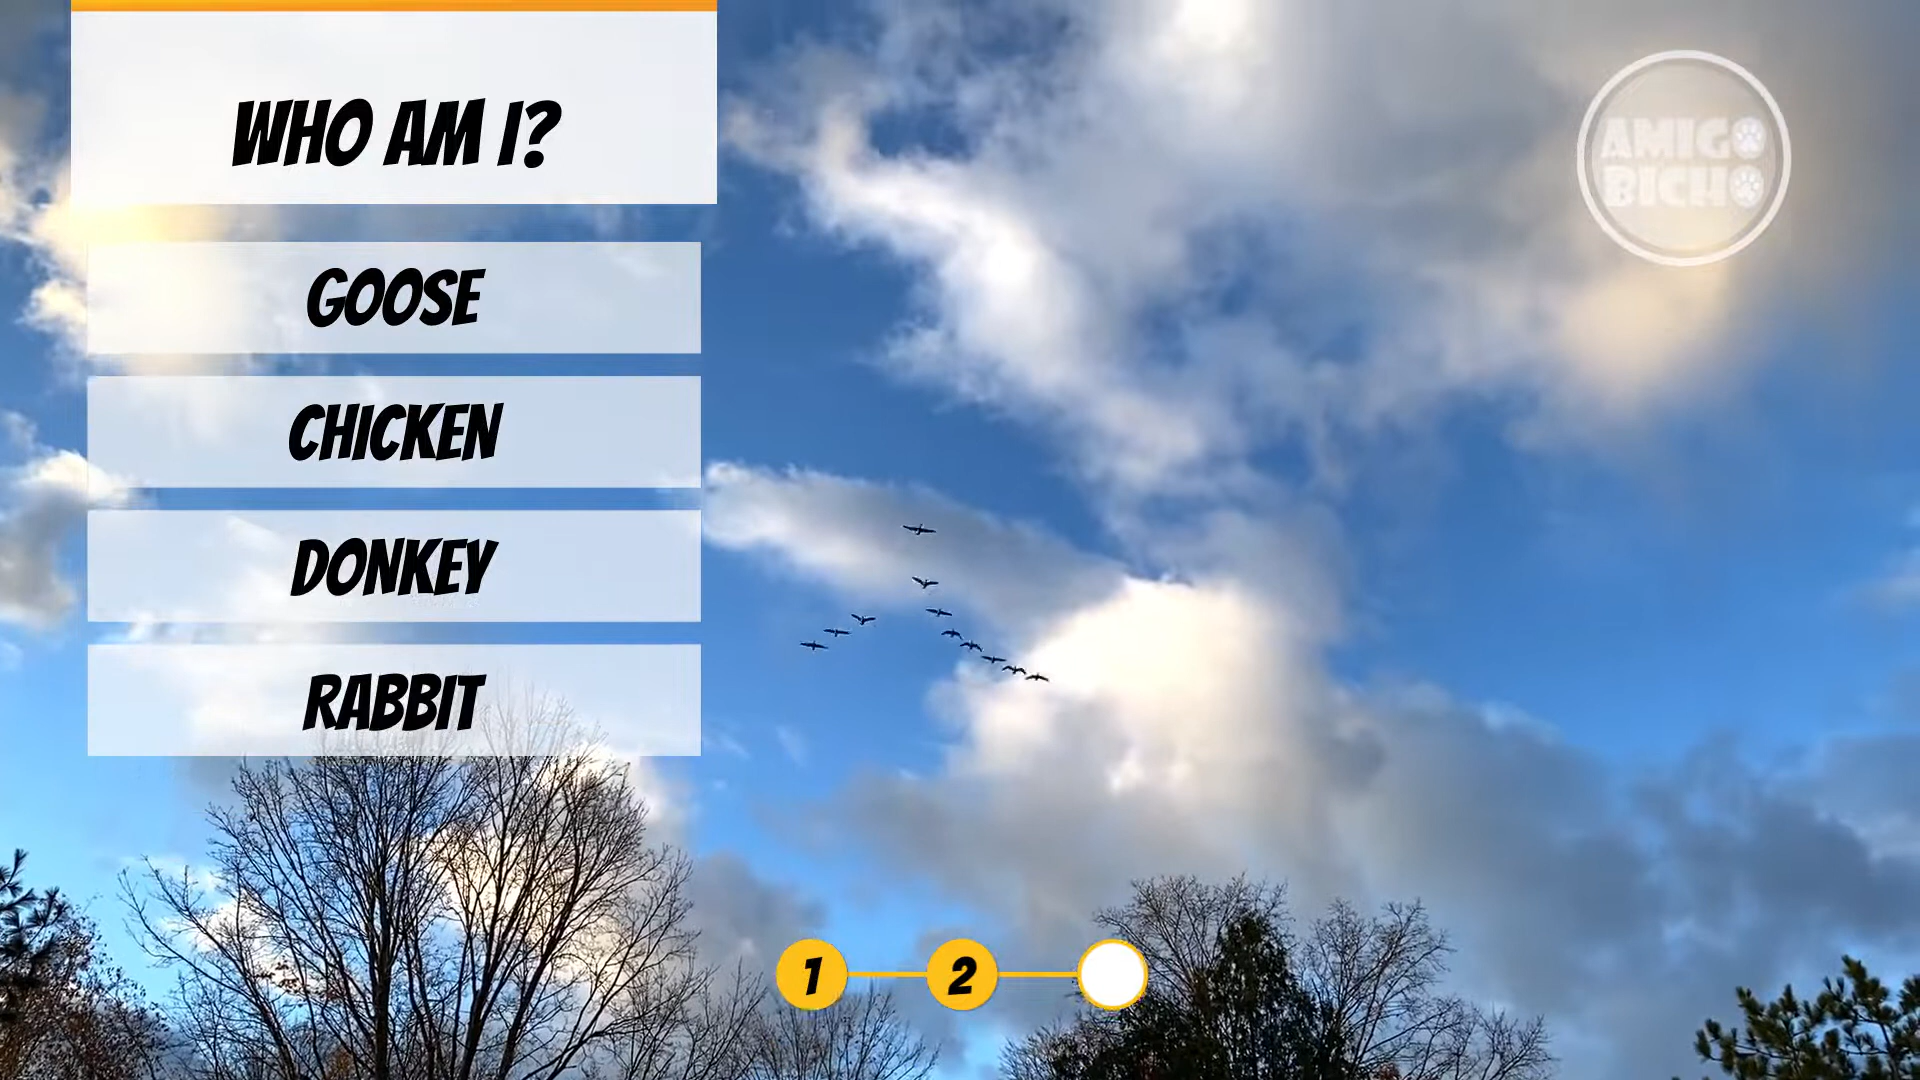 WHO AM I?
GOOSE
CHICKEN
DONKEY
RABBIT
AMIGO
BICHO
1
2